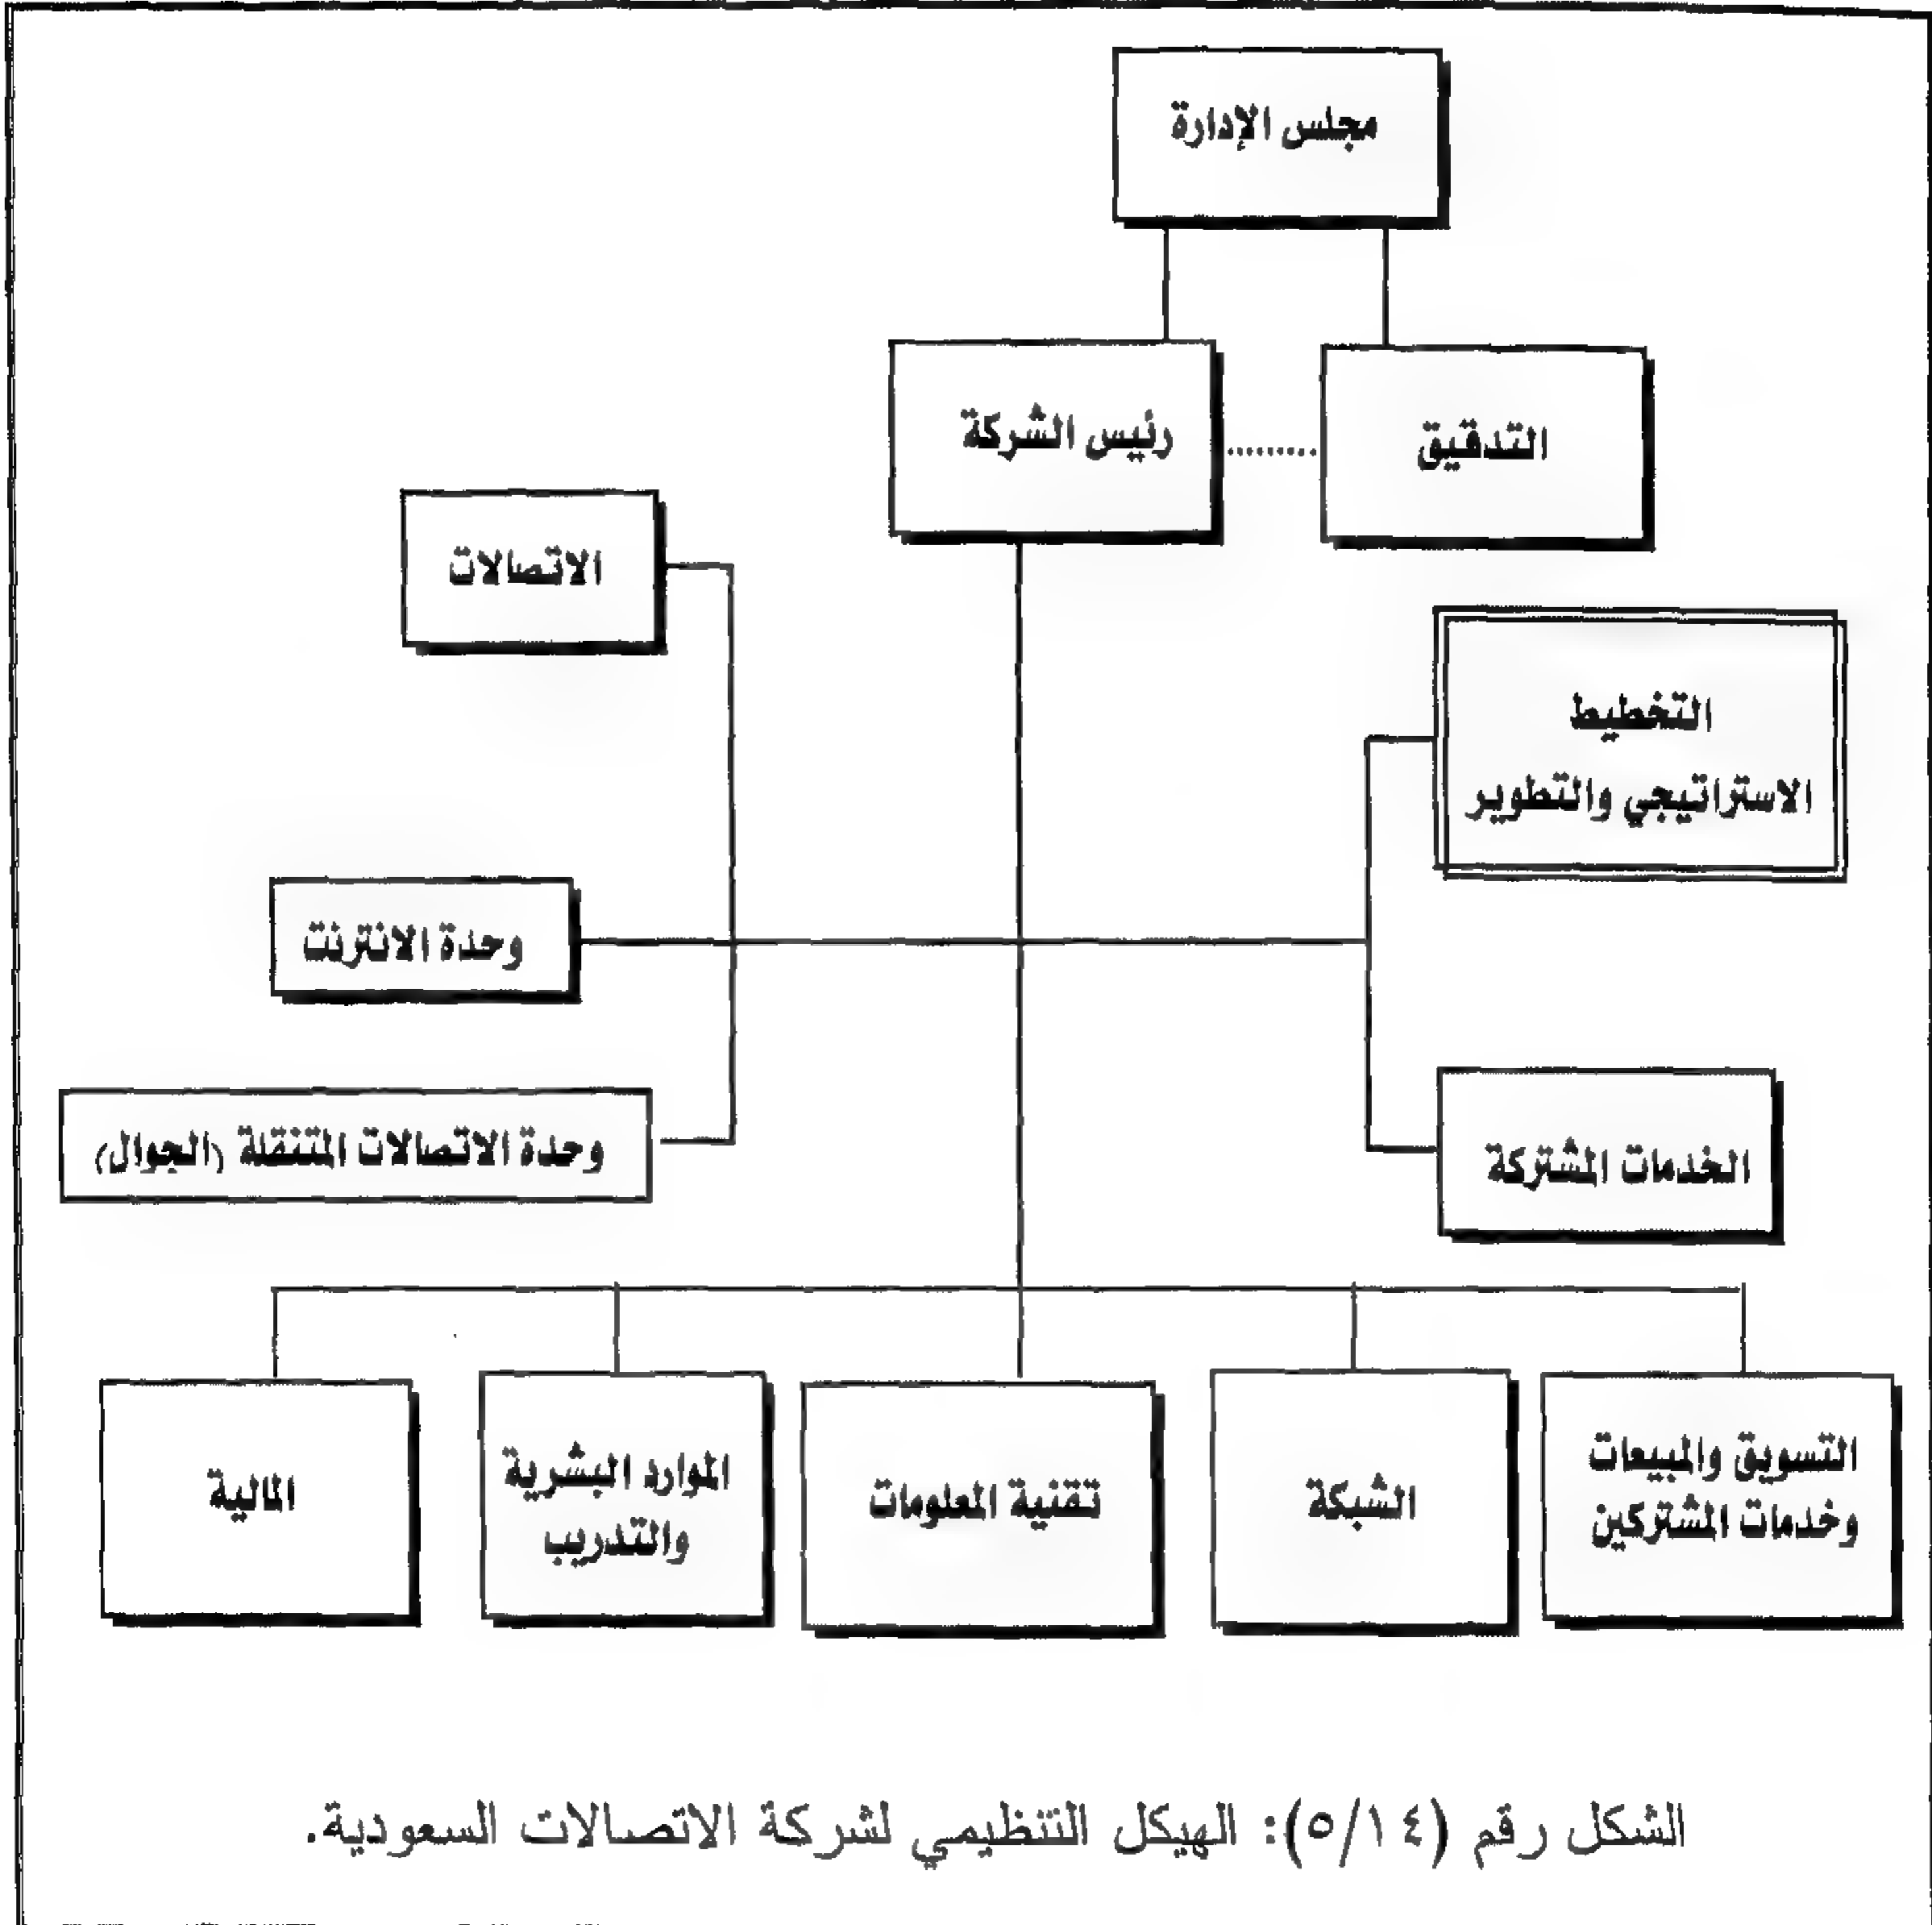 مجلس الإدارة
التدقيق
رئيس الشركة
الاتصالات
التخطيط
الاستراتيجي والتطوير
وحدة الانترنت
الخدمات المشتركة
وحدة الاتصالات المتنقلة (الجوال)
التسويق والمبيعات
وخدمات المشتركين
الشبكة
تقنية المعلومات
الموارد البشرية
والتدريب
المالية
الشكل رقم (٥/١٤): الهيكل التنظيمي لشركة الاتصالات السعودية.